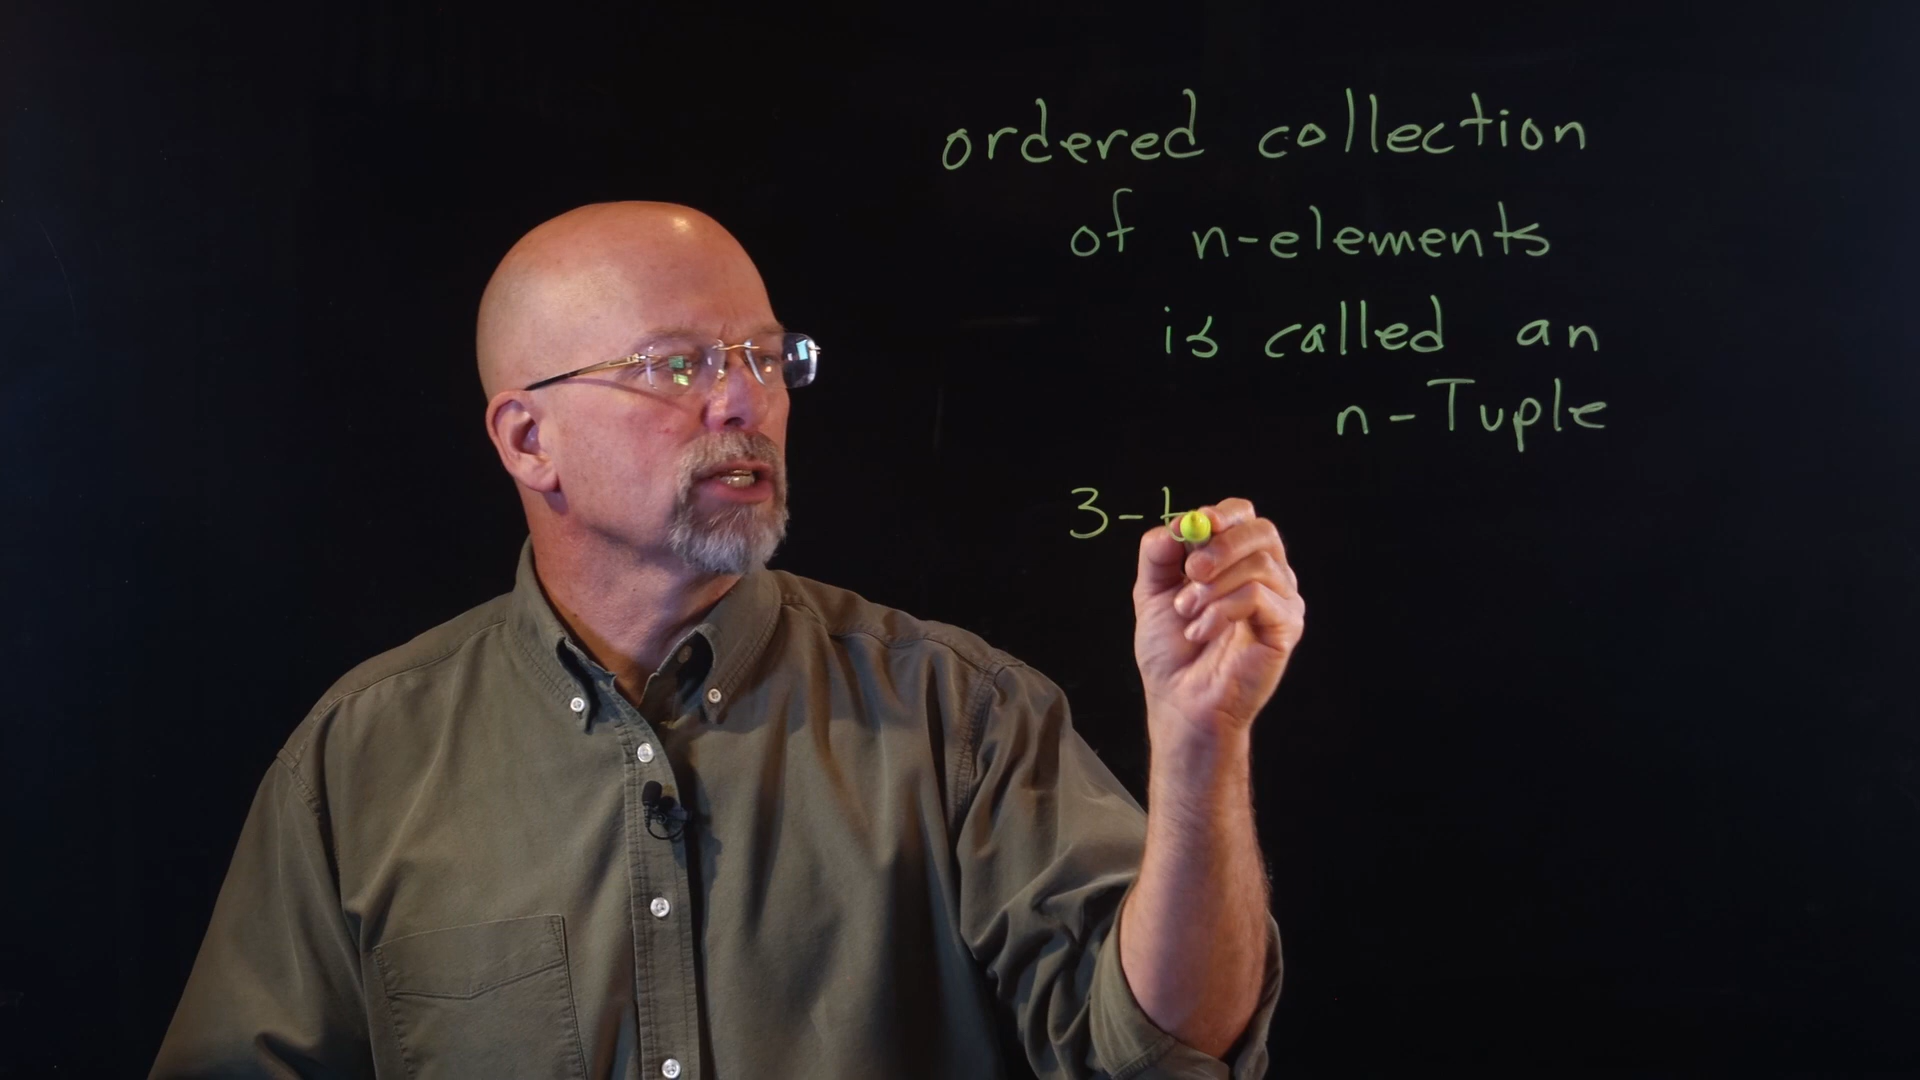 ordered collection
of n-elements
is called an
n-Tuple
3-t